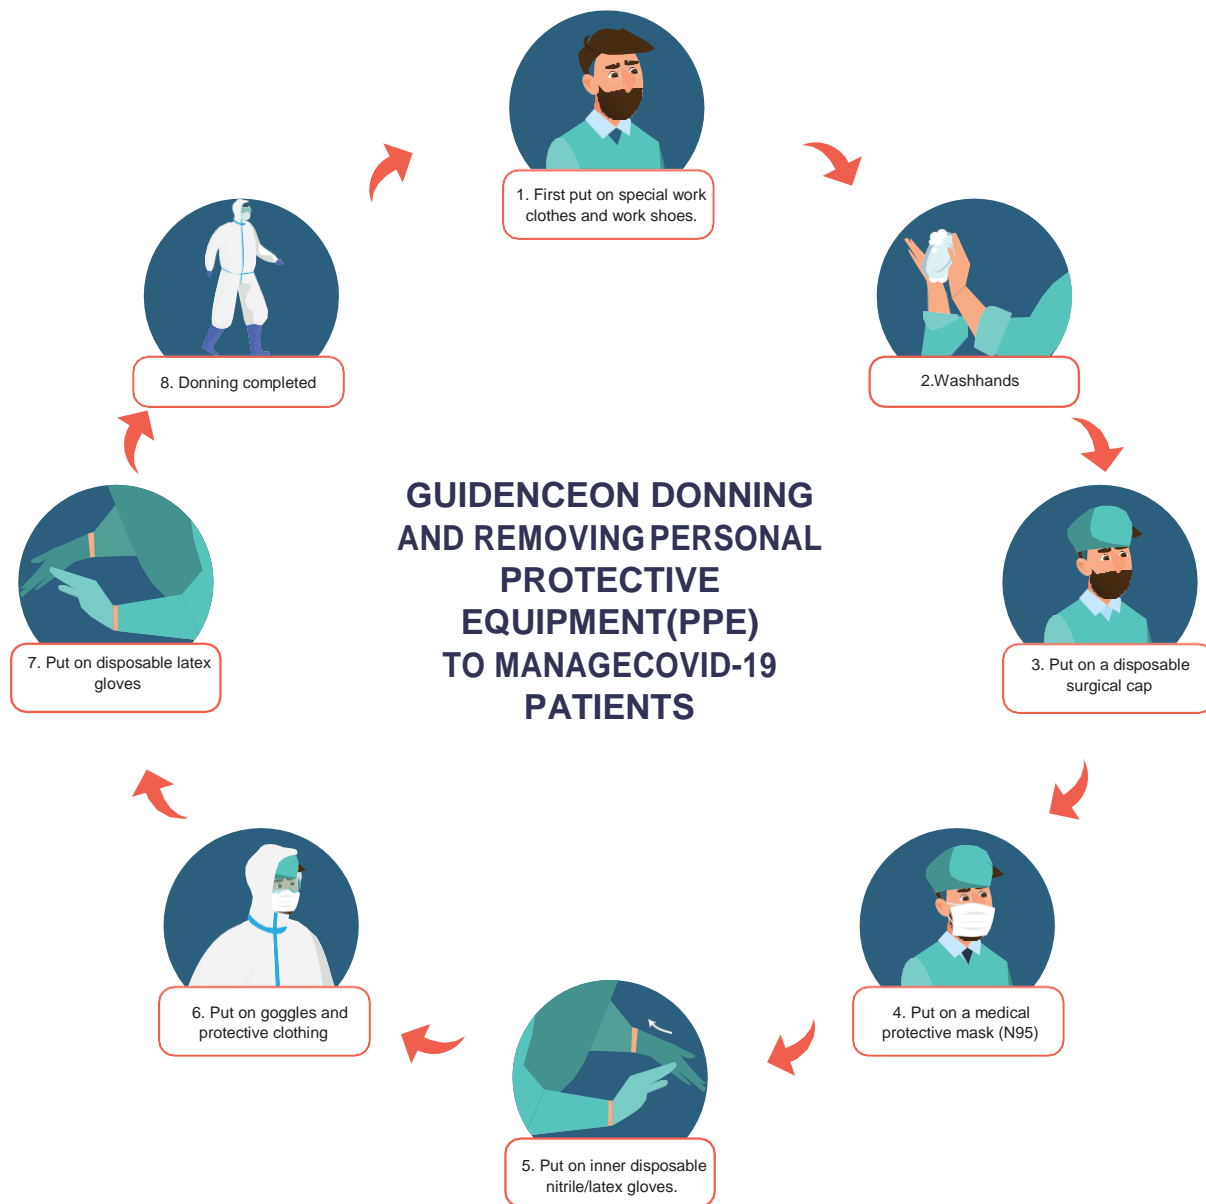 1. First put on special work
clothes and work shoes.
2.Washhands
3. Put on a disposable
surgical cap
4. Put on a medical
protective mask (N95)
5. Put on inner disposable
nitrile/latex gloves.
6. Put on goggles and
protective clothing
7. Put on disposable latex
gloves
8. Donning completed
GUIDENCEON DONNING
AND REMOVING PERSONAL
PROTECTIVE
EQUIPMENT(PPE)
TO MANAGECOVID-19
PATIENTS